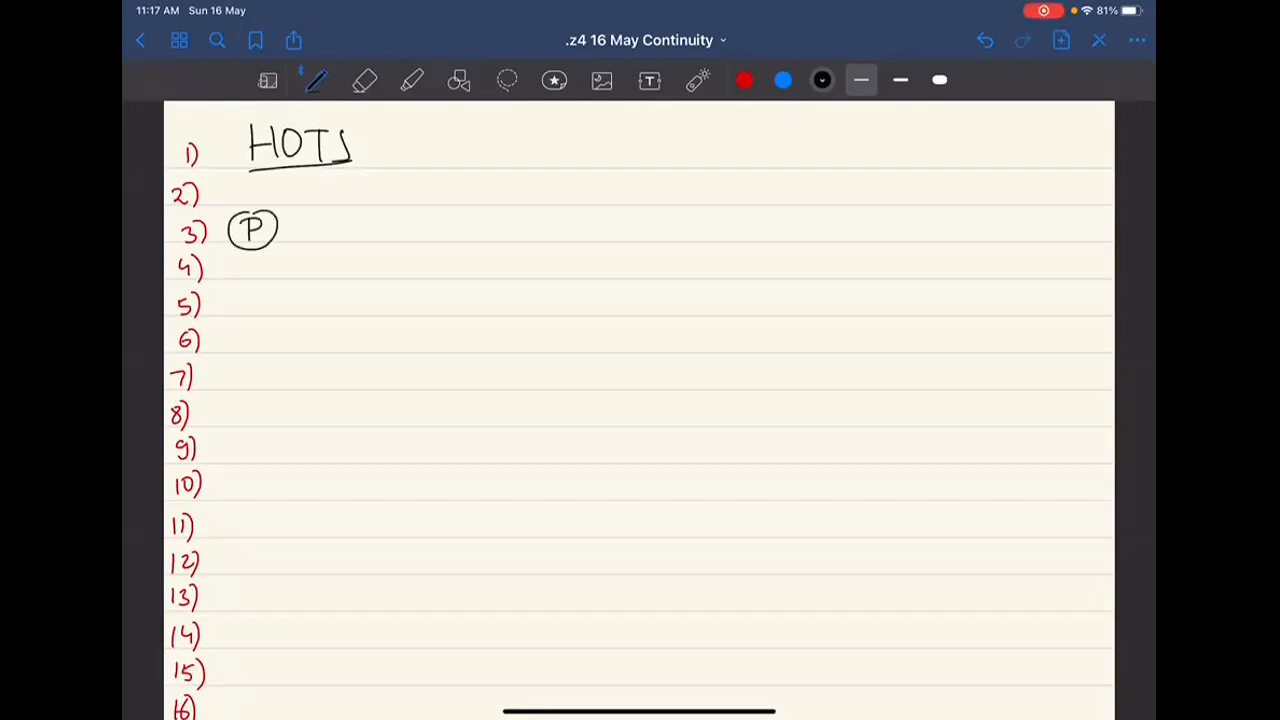 11:17 AM Sun 16 May 81%
.z4 16 May Continuity
T
1) HOTS
2)
3) P
4)
5)
6)
7)
8)
9)
10)
11)
12)
13)
14)
15)
16)